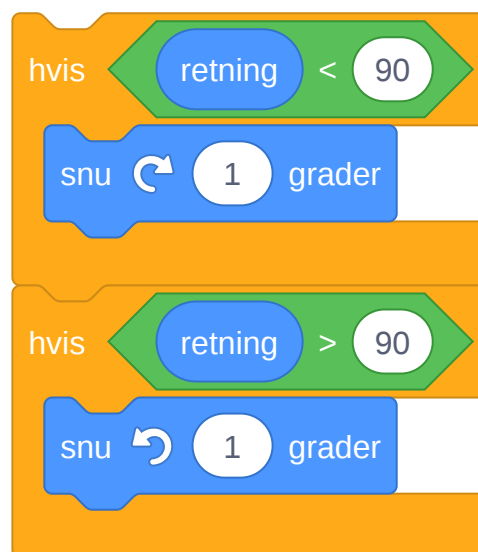 hvis retning < 90
snu 1 grader
hvis retning > 90
snu 1 grader